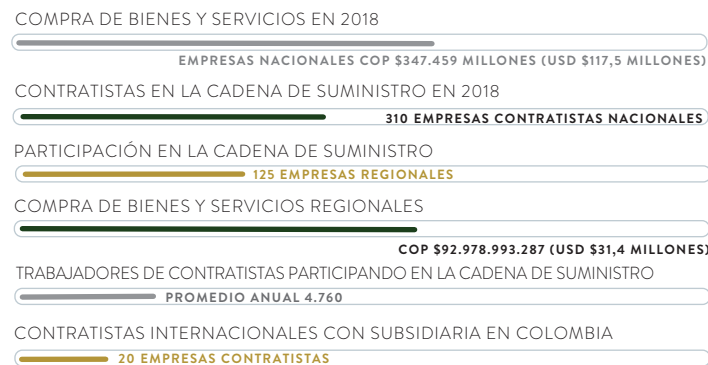 COMPRA DE BIENES Y SERVICIOS EN 2018
EMPRESAS NACIONALES COP $347.459 MILLONES (USD $117,5 MILLONES)
CONTRATISTAS EN LA CADENA DE SUMINISTRO EN 2018
310 EMPRESAS CONTRATISTAS NACIONALES
PARTICIPACIÓN EN LA CADENA DE SUMINISTRO
125 EMPRESAS REGIONALES
COMPRA DE BIENES Y SERVICIOS REGIONALES
COP $92.978.993.287 (USD $31,4 MILLONES)
TRABAJADORES DE CONTRATISTAS PARTICIPANDO EN LA CADENA DE SUMINISTRO
PROMEDIO ANUAL 4.760
CONTRATISTAS INTERNACIONALES CON SUBSIDIARIA EN COLOMBIA
20 EMPRESAS CONTRATISTAS